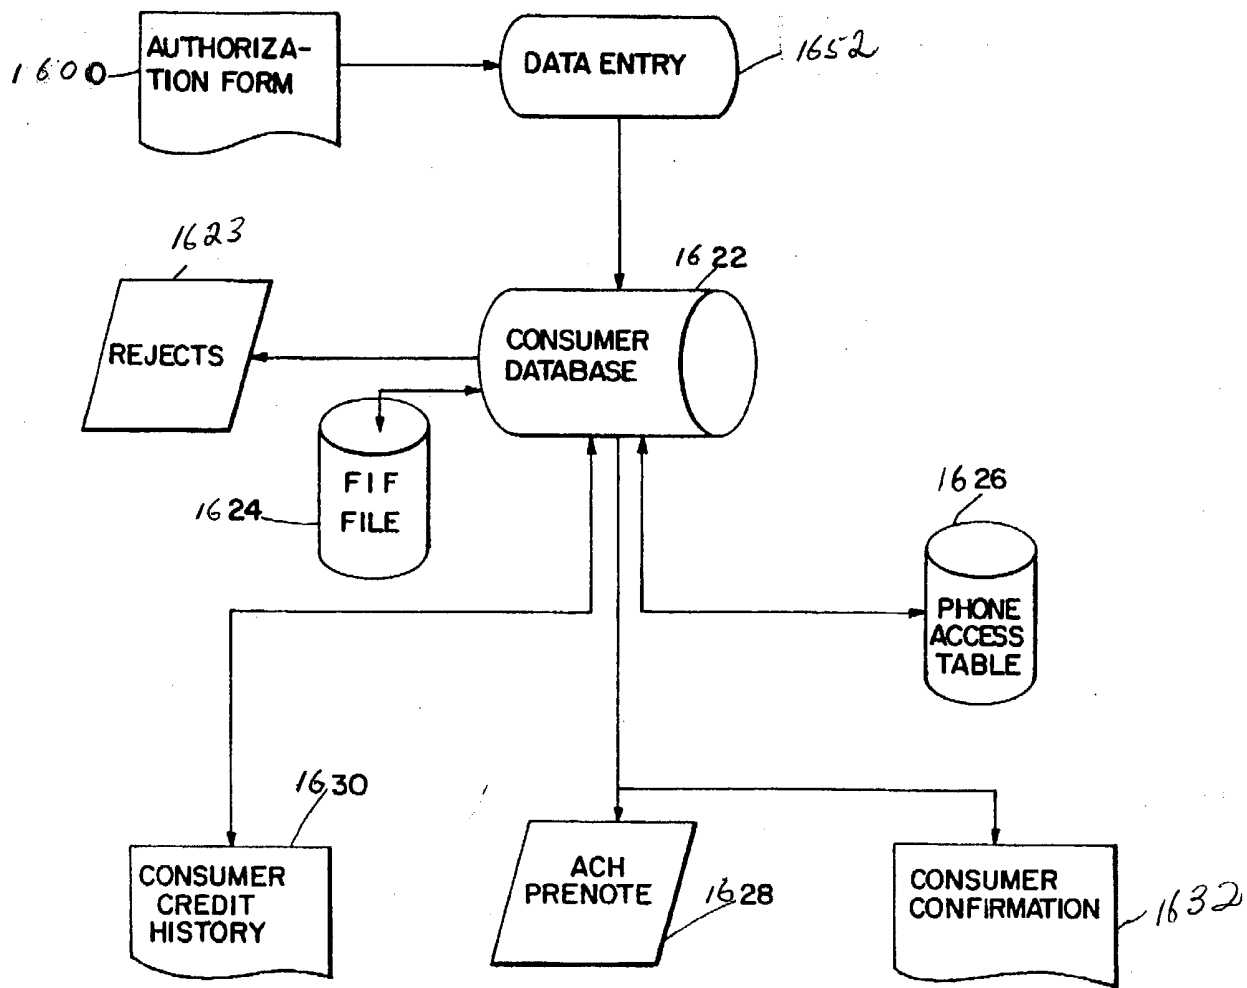 AUTHORIZA-
TION FORM
1600
DATA ENTRY
1652
1623
REJECTS
1622
CONSUMER
DATABASE
FIF
FILE
1624
1626
PHONE
ACCESS
TABLE
1630
CONSUMER
CREDIT
HISTORY
ACH
PRENOTE
1628
CONSUMER
CONFIRMATION
1632